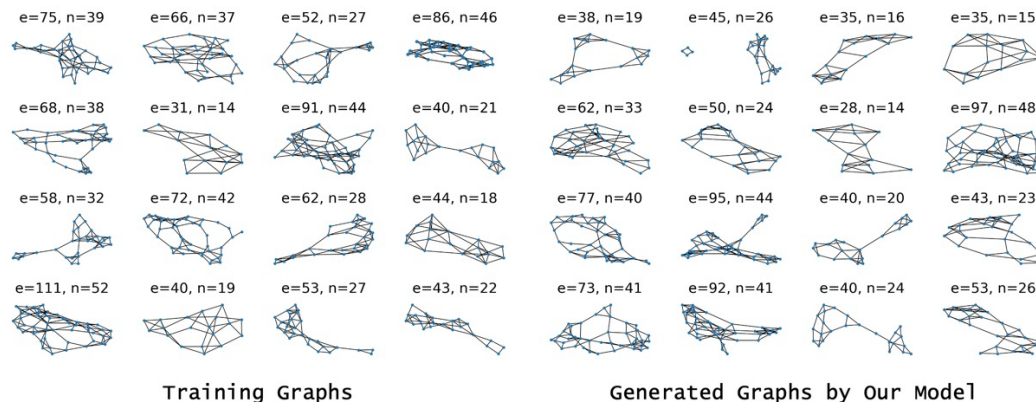 e=75, n=39 e=66, n=37 e=52, n=27 e=86, n=46 e=38, n=19 e=45, n=26 e=35, n=16 e=35, n=15
e=68, n=38 e=31, n=14 e=91, n=44 e=40, n=21 e=62, n=33 e=50, n=24 e=28, n=14 e=97, n=48
e=58, n=32 e=72, n=42 e=62, n=28 e=44, n=18 e=77, n=40 e=95, n=44 e=40, n=20 e=43, n=23
e=111, n=52 e=40, n=19 e=53, n=27 e=43, n=22 e=73, n=41 e=92, n=41 e=40, n=24 e=53, n=26
Training Graphs Generated Graphs by Our Model